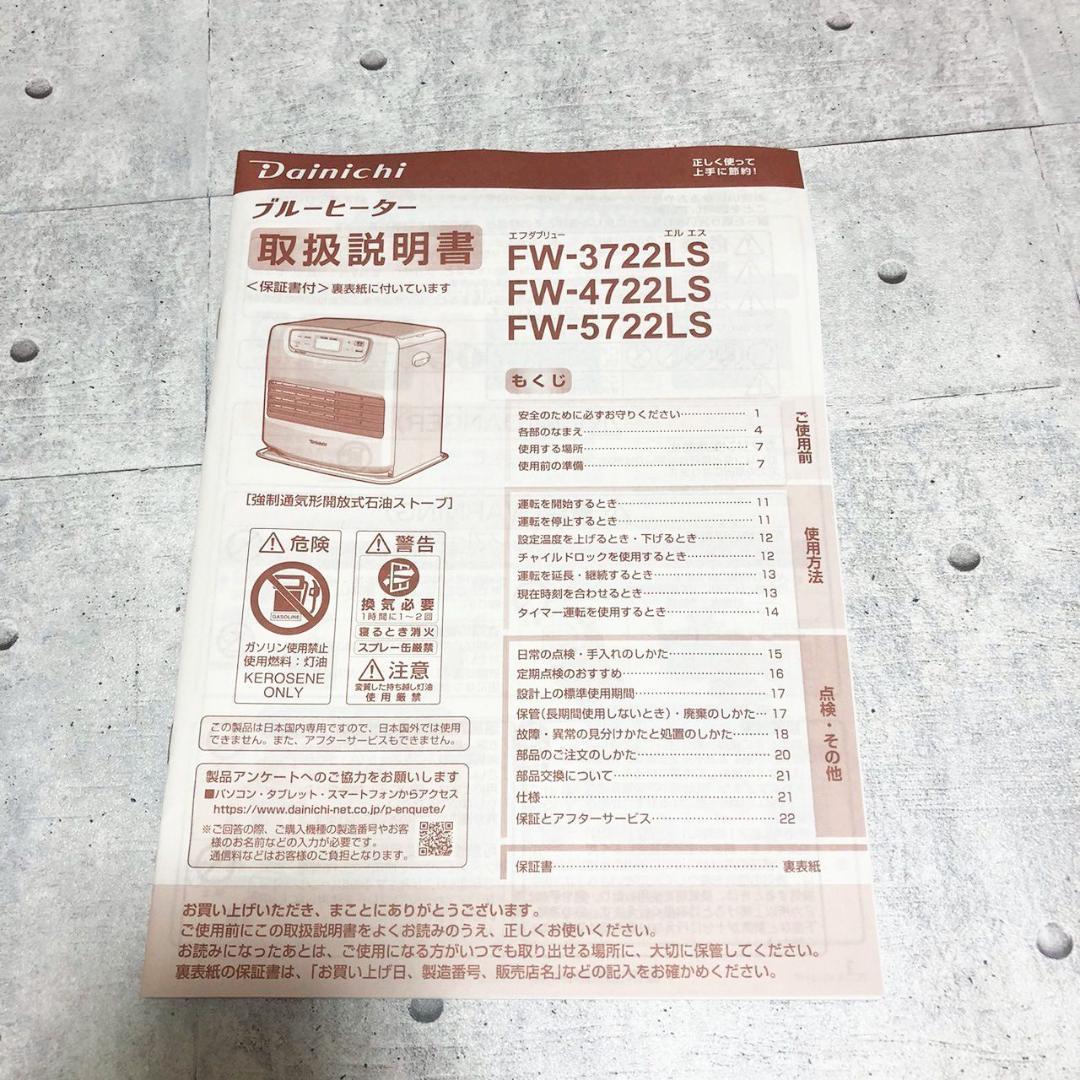 Dainichi
正しく使って
上手に節約!
ブルーヒーター
取扱説明書
<保証書付>裏表紙に付いています
エフダブリュー エル エス
FW-3722LS
FW-4722LS
FW-5722LS
もくじ
安全のために必ずお守りください…………… 1
各部のなまえ…………… 4
使用する場所…………… 7
使用前の準備…………… 7
ご使用前
運転を開始するとき…………… 11
運転を停止するとき…………… 11
設定温度を上げるとき・下げるとき…………… 12
チャイルドロックを使用するとき…………… 12
運転を延長・継続するとき…………… 13
現在時刻を合わせるとき…………… 13
タイマー運転を使用するとき…………… 14
使用方法
日常の点検・手入れのしかた…………… 15
定期点検のおすすめ…………… 16
設計上の標準使用期間…………… 17
保管(長期間使用しないとき)・廃棄のしかた… 17
故障・異常の見分けかたと処置のしかた……… 18
部品のご注文のしかた…………… 20
部品交換について…………… 21
仕様…………… 21
保証とアフターサービス…………… 22
点検・その他
保証書…………… 裏表紙
[強制通気形開放式石油ストーブ]
危険
GASOLINE
ガソリン使用禁止
使用燃料:灯油
KEROSENE
ONLY
警告
換気必要
1時間に1〜2回
寝るとき消火
スプレー缶厳禁
注意
変質した持ち越し灯油
使用厳禁
この製品は日本国内専用ですので、日本国外では使用
できません。また、アフターサービスもできません。
製品アンケートへのご協力をお願いします
■パソコン・タブレット・スマートフォンからアクセス
https://www.dainichi-net.co.jp/p-enquete/
※ご回答の際、ご購入機種の製造番号やお客
様のお名前などの入力が必要です。
通信料などはお客様のご負担となります。
お買い上げいただき、まことにありがとうございます。
ご使用前にこの取扱説明書をよくお読みのうえ、正しくお使いください。
お読みになったあとは、ご使用になる方がいつでも取り出せる場所に、大切に保管してください。
裏表紙の保証書は、「お買い上げ日、製造番号、販売店名」などの記入をお確かめください。